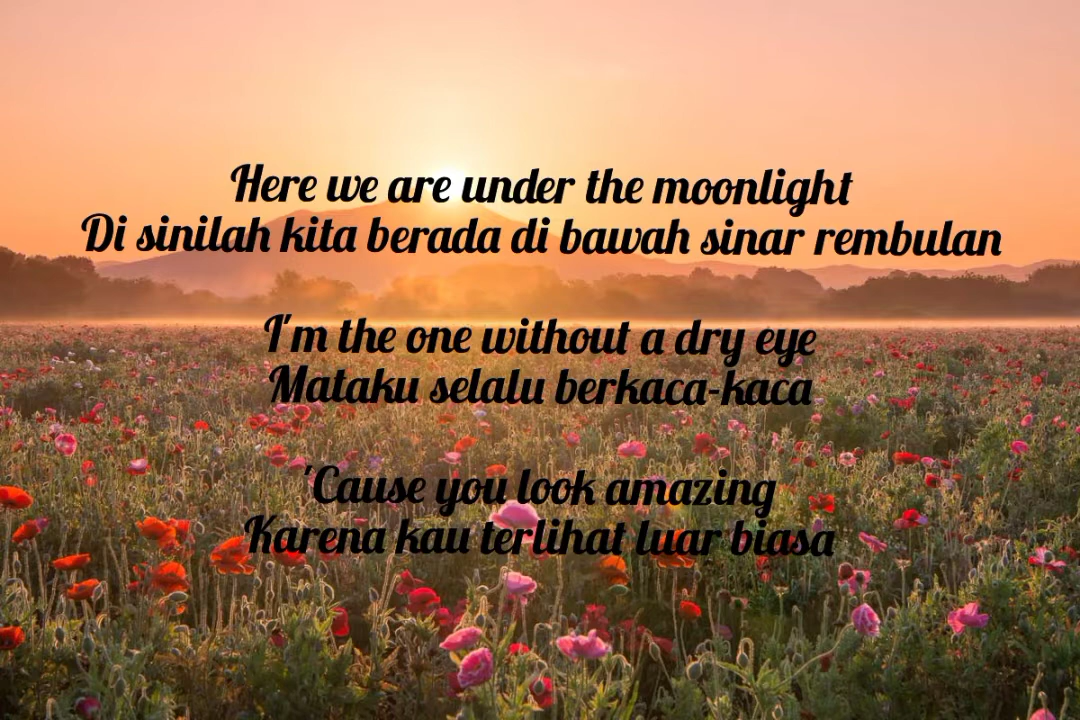 Here we are under the moonlight
Di sinilah kita berada di bawah sinar rembulan
I'm the one without a dry eye
Mataku selalu berkaca-kaca
'Cause you look amazing
Karena kau terlihat luar biasa